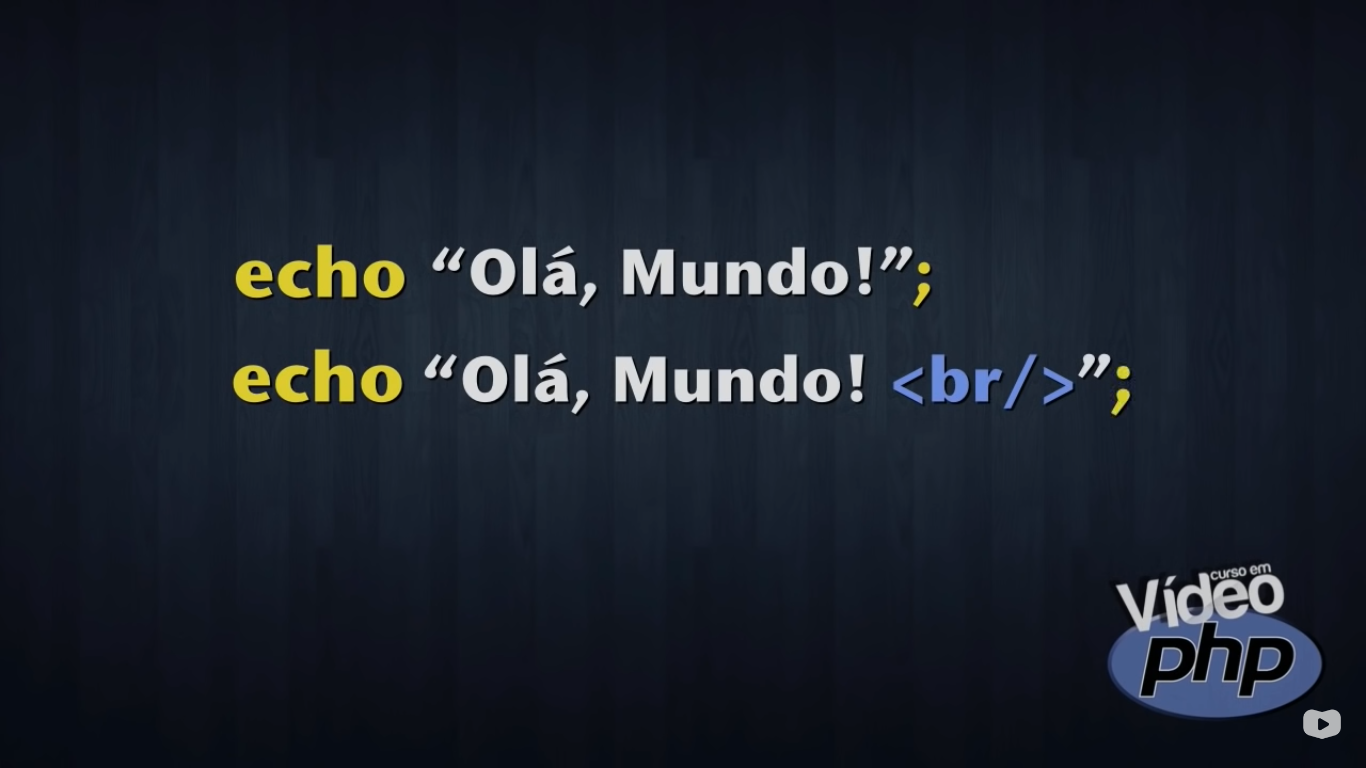 echo “Olá, Mundo!”;
echo “Olá, Mundo! <br/>”;
curso em
Vídeo
php